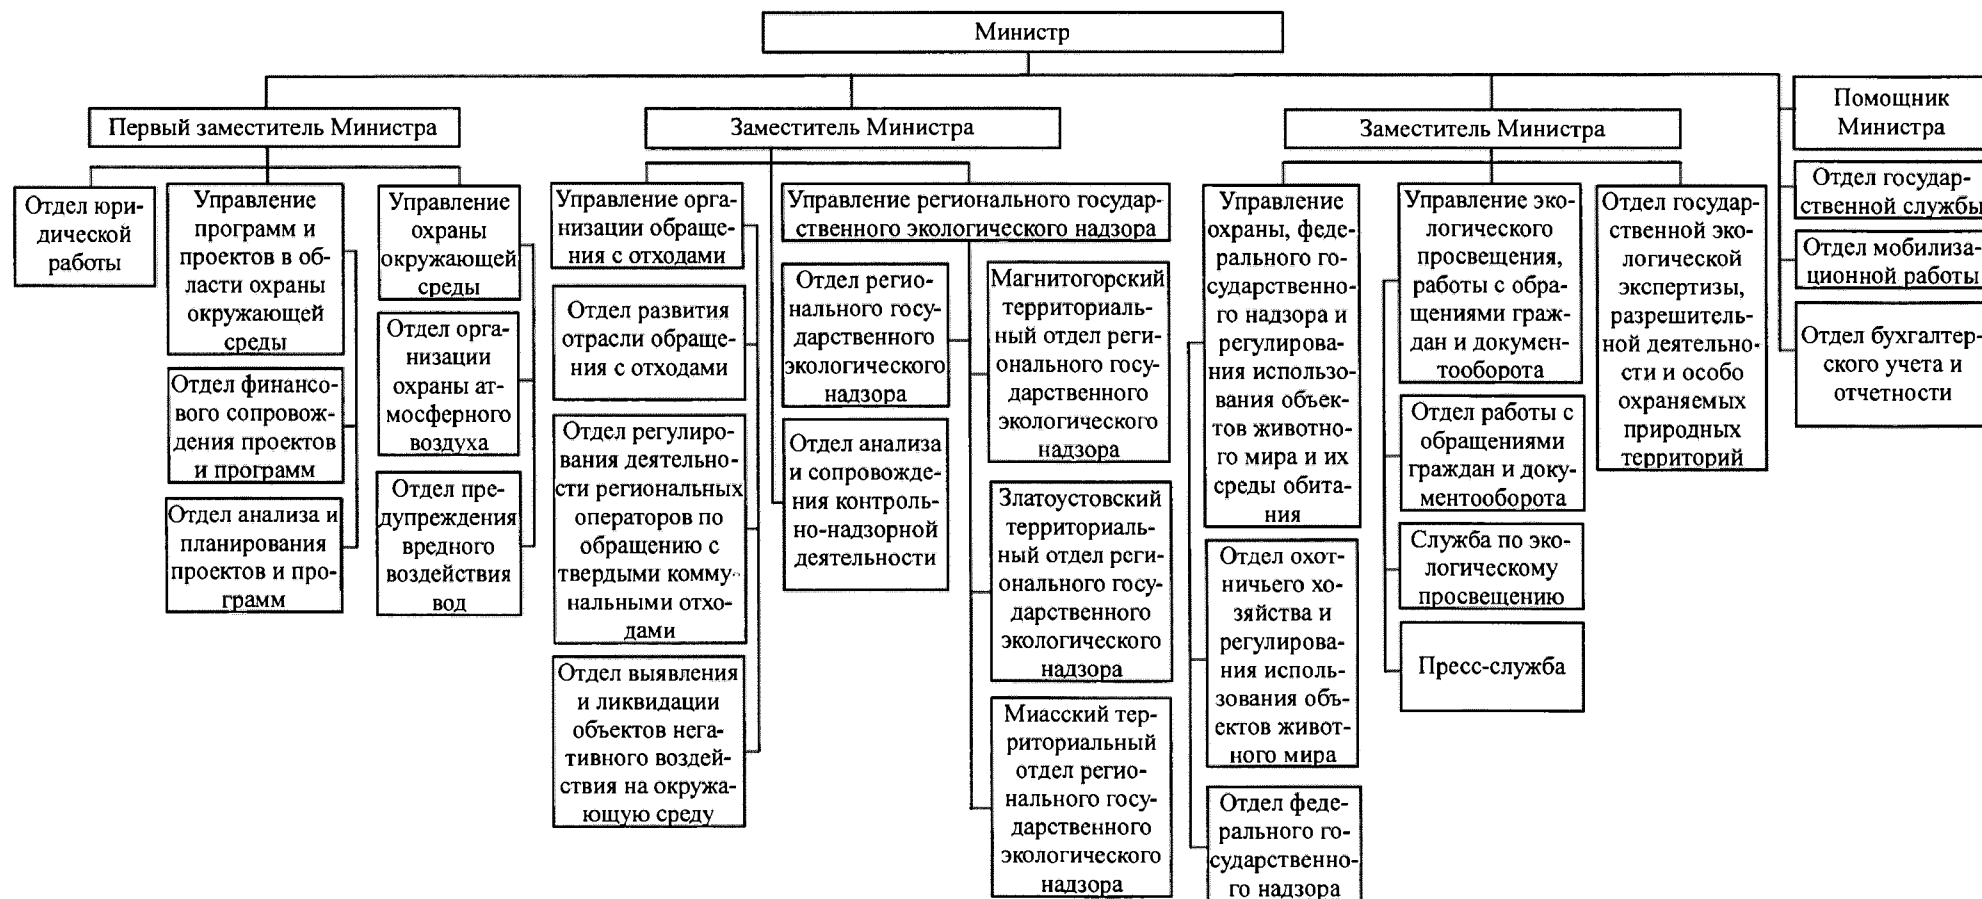 Министр
Первый заместитель Министра
Заместитель Министра
Заместитель Министра
Помощник
Министра
Отдел государ-
ственной службы
Отдел мобилиза-
ционной работы
Отдел бухгалтер-
ского учета и
отчетности
Отдел юри-
дической
работы
Управление
программ и
проектов в об-
ласти охраны
окружающей
среды
Отдел финансо-
вого сопровож-
дения проектов
и программ
Отдел анализа и
планирования
проектов и про-
грамм
Управление
охраны
окружающей
среды
Отдел орга-
низации
охраны ат-
мосферного
воздуха
Отдел пре-
дупреждения
вредного
воздействия
вод
Управление орга-
низации обраще-
ния с отходами
Отдел развития
отрасли обраще-
ния с отходами
Отдел регулиро-
вания деятельно-
сти региональных
операторов по
обращению с
твердыми комму-
нальными отхо-
дами
Отдел выявления
и ликвидации
объектов нега-
тивного воздей-
ствия на окружа-
ющую среду
Управление регионального государ-
ственного экологического надзора
Отдел регио-
нального госу-
дарственного
экологического
надзора
Отдел анализа
и сопровожде-
ния контроль-
но-надзорной
деятельности
Магнитогорский
территориаль-
ный отдел реги-
онального госу-
дарственного
экологического
надзора
Златоустовский
территориаль-
ный отдел реги-
онального госу-
дарственного
экологического
надзора
Миасский тер-
риториальный
отдел регио-
нального госу-
дарственного
экологического
надзора
Управление
охраны, феде-
рального го-
сударственно-
го надзора и
регулирова-
ния использо-
вания объек-
тов животно-
го мира и их
среды обита-
ния
Отдел охот-
ничьего хо-
зяйства и
регулирова-
ния исполь-
зования объ-
ектов живот-
ного мира
Отдел феде-
рального го-
сударственно-
го надзора
Управление эко-
логического
просвещения,
работы с обра-
щениями граж-
дан и докумен-
тооборота
Отдел работы с
обращениями
граждан и доку-
ментооборота
Служба по эко-
логическому
просвещению
Пресс-служба
Отдел государ-
ственной эко-
логической
экспертизы,
разрешитель-
ной деятельно-
сти и особо
охраняемых
природных
территорий